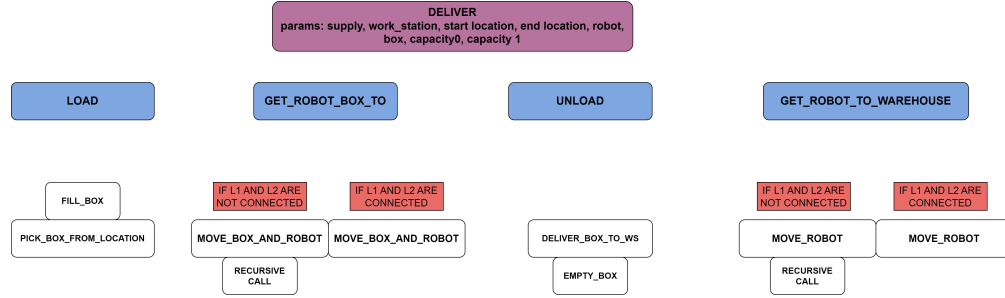 DELIVER
params: supply, work_station, start location, end location, robot,
box, capacity0, capacity 1
LOAD
GET_ROBOT_BOX_TO
UNLOAD
GET_ROBOT_TO_WAREHOUSE
FILL_BOX
PICK_BOX_FROM_LOCATION
IF L1 AND L2 ARE
NOT CONNECTED
IF L1 AND L2 ARE
CONNECTED
MOVE_BOX_AND_ROBOT
MOVE_BOX_AND_ROBOT
RECURSIVE
CALL
DELIVER_BOX_TO_WS
EMPTY_BOX
IF L1 AND L2 ARE
NOT CONNECTED
IF L1 AND L2 ARE
CONNECTED
MOVE_ROBOT
MOVE_ROBOT
RECURSIVE
CALL